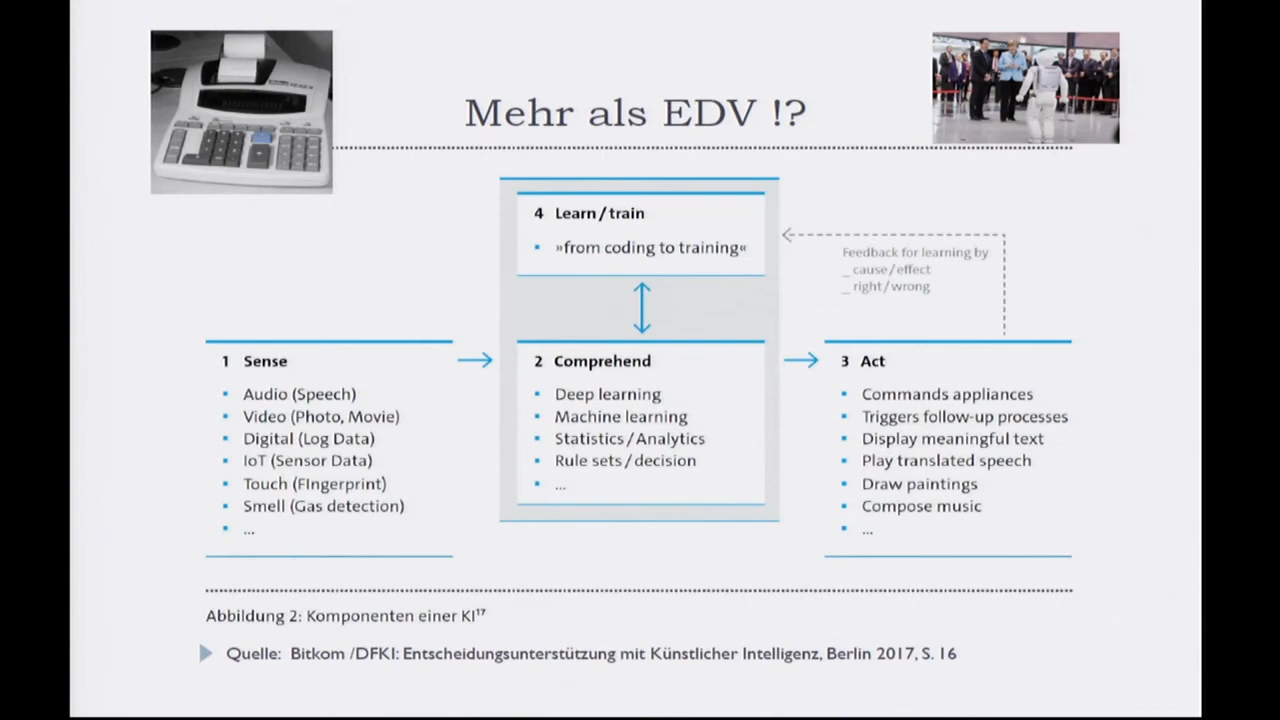 Mehr als EDV !?
4 Learn / train
▪ »from coding to training«
Feedback for learning by
_ cause / effect
_ right / wrong
1 Sense
▪ Audio (Speech)
▪ Video (Photo, Movie)
▪ Digital (Log Data)
▪ IoT (Sensor Data)
▪ Touch (FIngerprint)
▪ Smell (Gas detection)
▪ ...
2 Comprehend
▪ Deep learning
▪ Machine learning
▪ Statistics / Analytics
▪ Rule sets / decision
▪ ...
3 Act
▪ Commands appliances
▪ Triggers follow-up processes
▪ Display meaningful text
▪ Play translated speech
▪ Draw paintings
▪ Compose music
▪ ...
Abbildung 2: Komponenten einer KI¹⁷
Quelle: Bitkom /DFKI: Entscheidungsunterstützung mit Künstlicher Intelligenz, Berlin 2017, S. 16